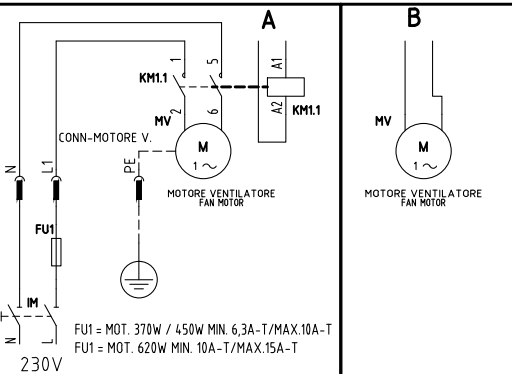 A
B
1
5
KM1.1
A1
A2
KM1.1
2
6
MV
MV
CONN-MOTORE V.
M
1 ~
M
1 ~
N
L1
PE
MOTORE VENTILATORE
FAN MOTOR
MOTORE VENTILATORE
FAN MOTOR
FU1
IM
FU1 = MOT. 370W / 450W MIN. 6,3A-T/MAX.10A-T
N
L
FU1 = MOT. 620W MIN. 10A-T/MAX.15A-T
230V